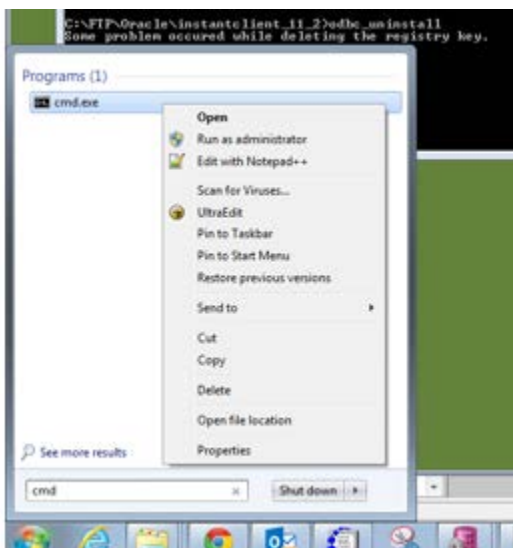 C:\FTP\Oracle\instantclient_11_2>odbc_uninstall
Some problem occured while deleting the registry key.
Programs (1)
cmd.exe
Open
Run as administrator
Edit with Notepad++
Scan for Viruses...
UltraEdit
Pin to Taskbar
Pin to Start Menu
Restore previous versions
Send to
Cut
Copy
Delete
Open file location
Properties
See more results
cmd
Shut down